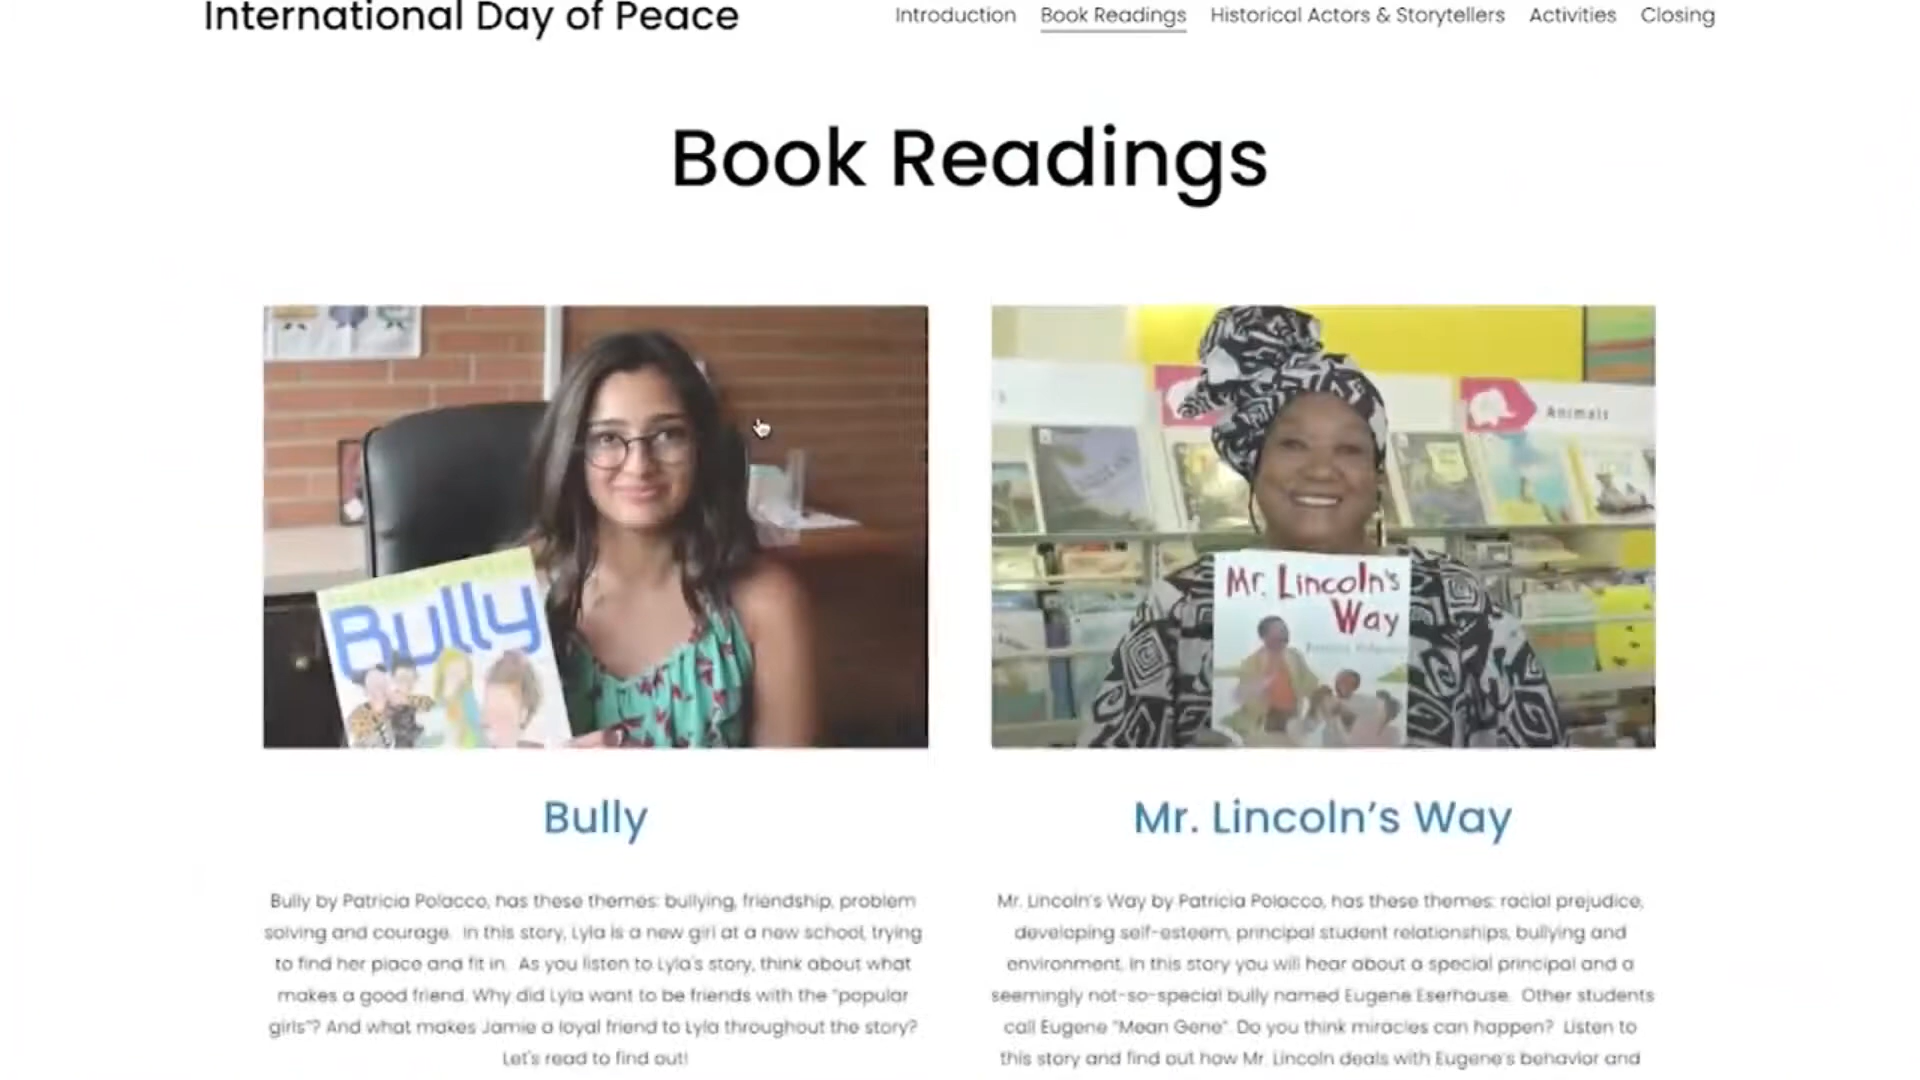 International Day of Peace
Introduction Book Readings Historical Actors & Storytellers Activities Closing
Book Readings
Bully
Animals
Mr. Lincoln's
Way
Bully
Mr. Lincoln's Way
Bully by Patricia Polacco, has these themes: bullying, friendship, problem
solving and courage. In this story, Lyla is a new girl at a new school, trying
to find her place and fit in. As you listen to Lyla's story, think about what
makes a good friend. Why did Lyla want to be friends with the "popular
girls"? And what makes Jamie a loyal friend to Lyla throughout the story?
Let's read to find out!
Mr. Lincoln's Way by Patricia Polacco, has these themes: racial prejudice,
developing self-esteem, principal student relationships, bullying and
environment. In this story you will hear about a special principal and a
seemingly not-so-special bully named Eugene Eserhause. Other students
call Eugene "Mean Gene". Do you think miracles can happen? Listen to
this story and find out how Mr. Lincoln deals with Eugene's behavior and